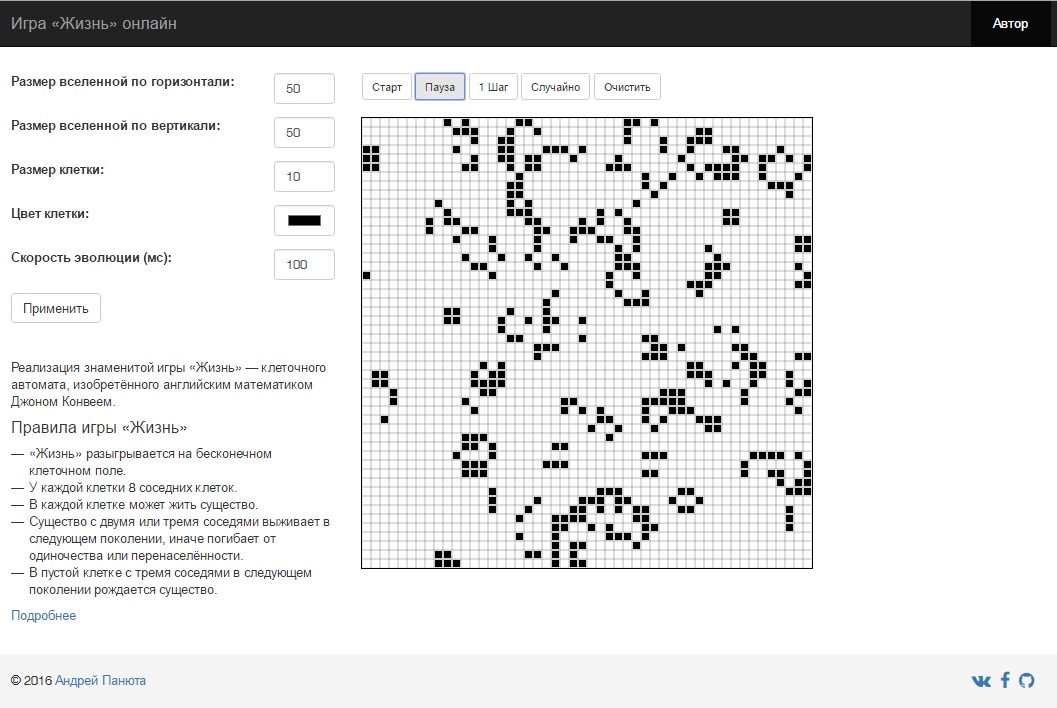 Игра «Жизнь» онлайн
Автор
Размер вселенной по горизонтали:
50
Размер вселенной по вертикали:
50
Размер клетки:
10
Цвет клетки:
Скорость эволюции (мс):
100
Применить
Старт
Пауза
1 Шаг
Случайно
Очистить
Реализация знаменитой игры «Жизнь» — клеточного
автомата, изобретённого английским математиком
Джоном Конвеем.
Правила игры «Жизнь»
— «Жизнь» разыгрывается на бесконечном
клеточном поле.
— У каждой клетки 8 соседних клеток.
— В каждой клетке может жить существо.
— Существо с двумя или тремя соседями выживает в
следующем поколении, иначе погибает от
одиночества или перенаселённости.
— В пустой клетке с тремя соседями в следующем
поколении рождается существо.
Подробнее
© 2016 Андрей Панюта